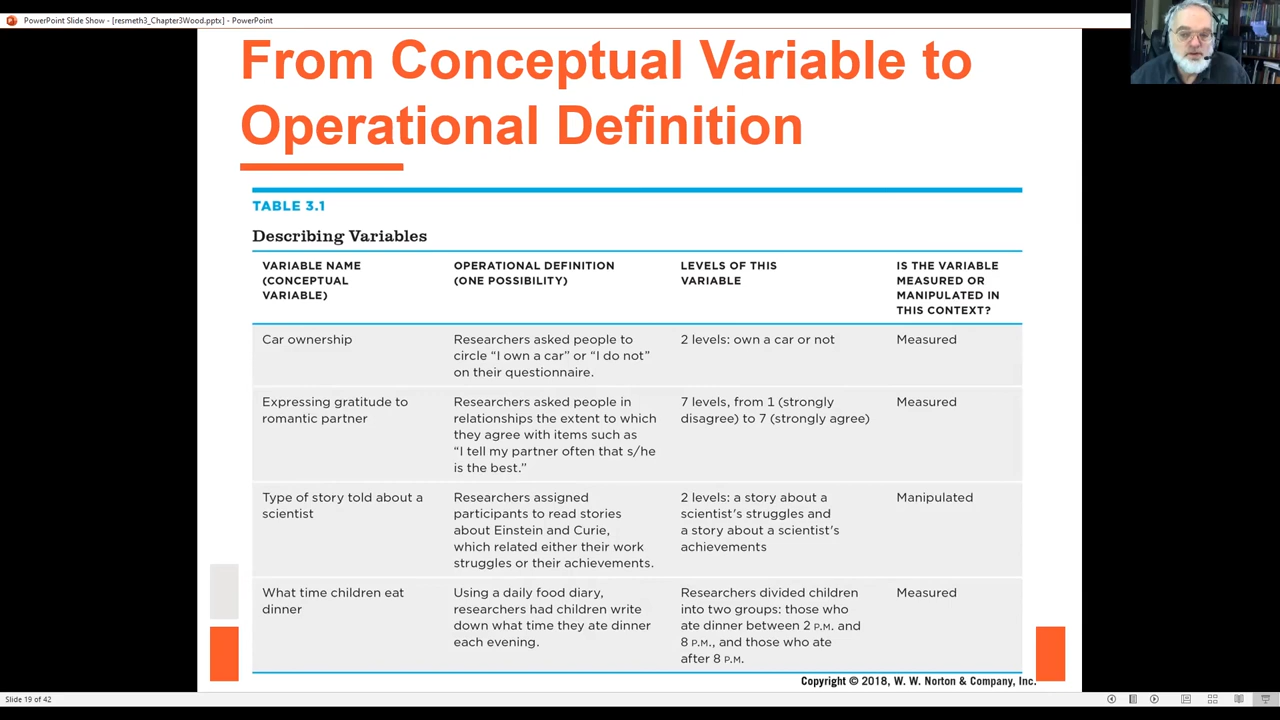 PowerPoint Slide Show - [resmeth3_Chapter3Wood.pptx] - PowerPoint
From Conceptual Variable to
Operational Definition
TABLE 3.1
Describing Variables
VARIABLE NAME
(CONCEPTUAL
VARIABLE)
OPERATIONAL DEFINITION
(ONE POSSIBILITY)
LEVELS OF THIS
VARIABLE
IS THE VARIABLE
MEASURED OR
MANIPULATED IN
THIS CONTEXT?
Car ownership
Researchers asked people to
circle “I own a car” or “I do not”
on their questionnaire.
2 levels: own a car or not
Measured
Expressing gratitude to
romantic partner
Researchers asked people in
relationships the extent to which
they agree with items such as
“I tell my partner often that s/he
is the best.”
7 levels, from 1 (strongly
disagree) to 7 (strongly agree)
Measured
Type of story told about a
scientist
Researchers assigned
participants to read stories
about Einstein and Curie,
which related either their work
struggles or their achievements.
2 levels: a story about a
scientist's struggles and
a story about a scientist's
achievements
Manipulated
What time children eat
dinner
Using a daily food diary,
researchers had children write
down what time they ate dinner
each evening.
Researchers divided children
into two groups: those who
ate dinner between 2 P.M. and
8 P.M., and those who ate
after 8 P.M.
Measured
Copyright © 2018, W. W. Norton & Company, Inc.
Slide 19 of 42